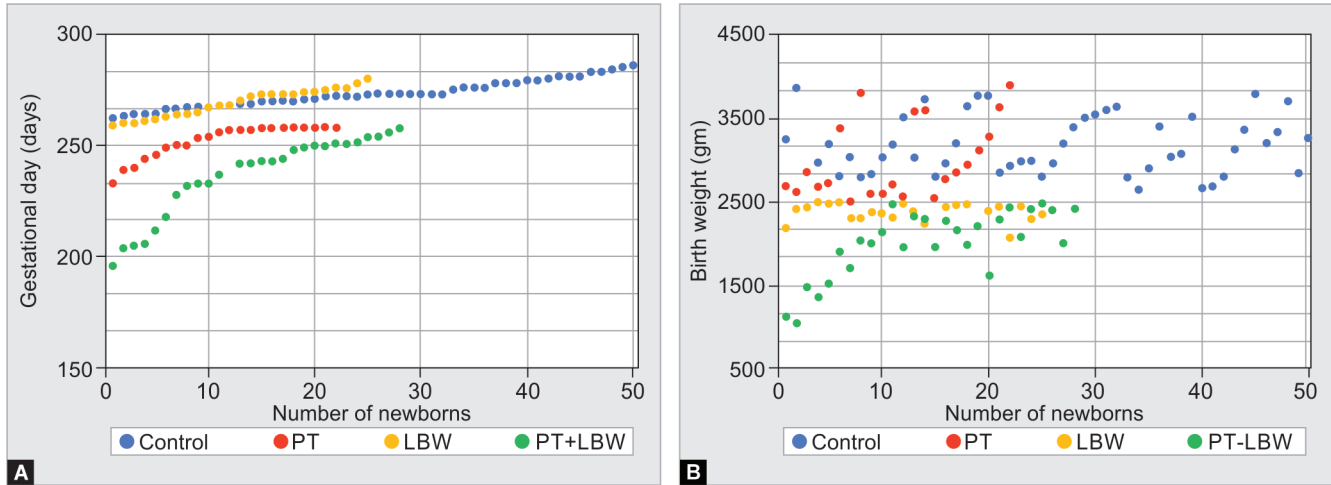 300
250
200
150
Gestational day (days)
0 10 20 30 40 50
Number of newborns
Control PT LBW PT+LBW
A
4500
3500
2500
1500
500
Birth weight (gm)
0 10 20 30 40 50
Number of newborns
Control PT LBW PT-LBW
B